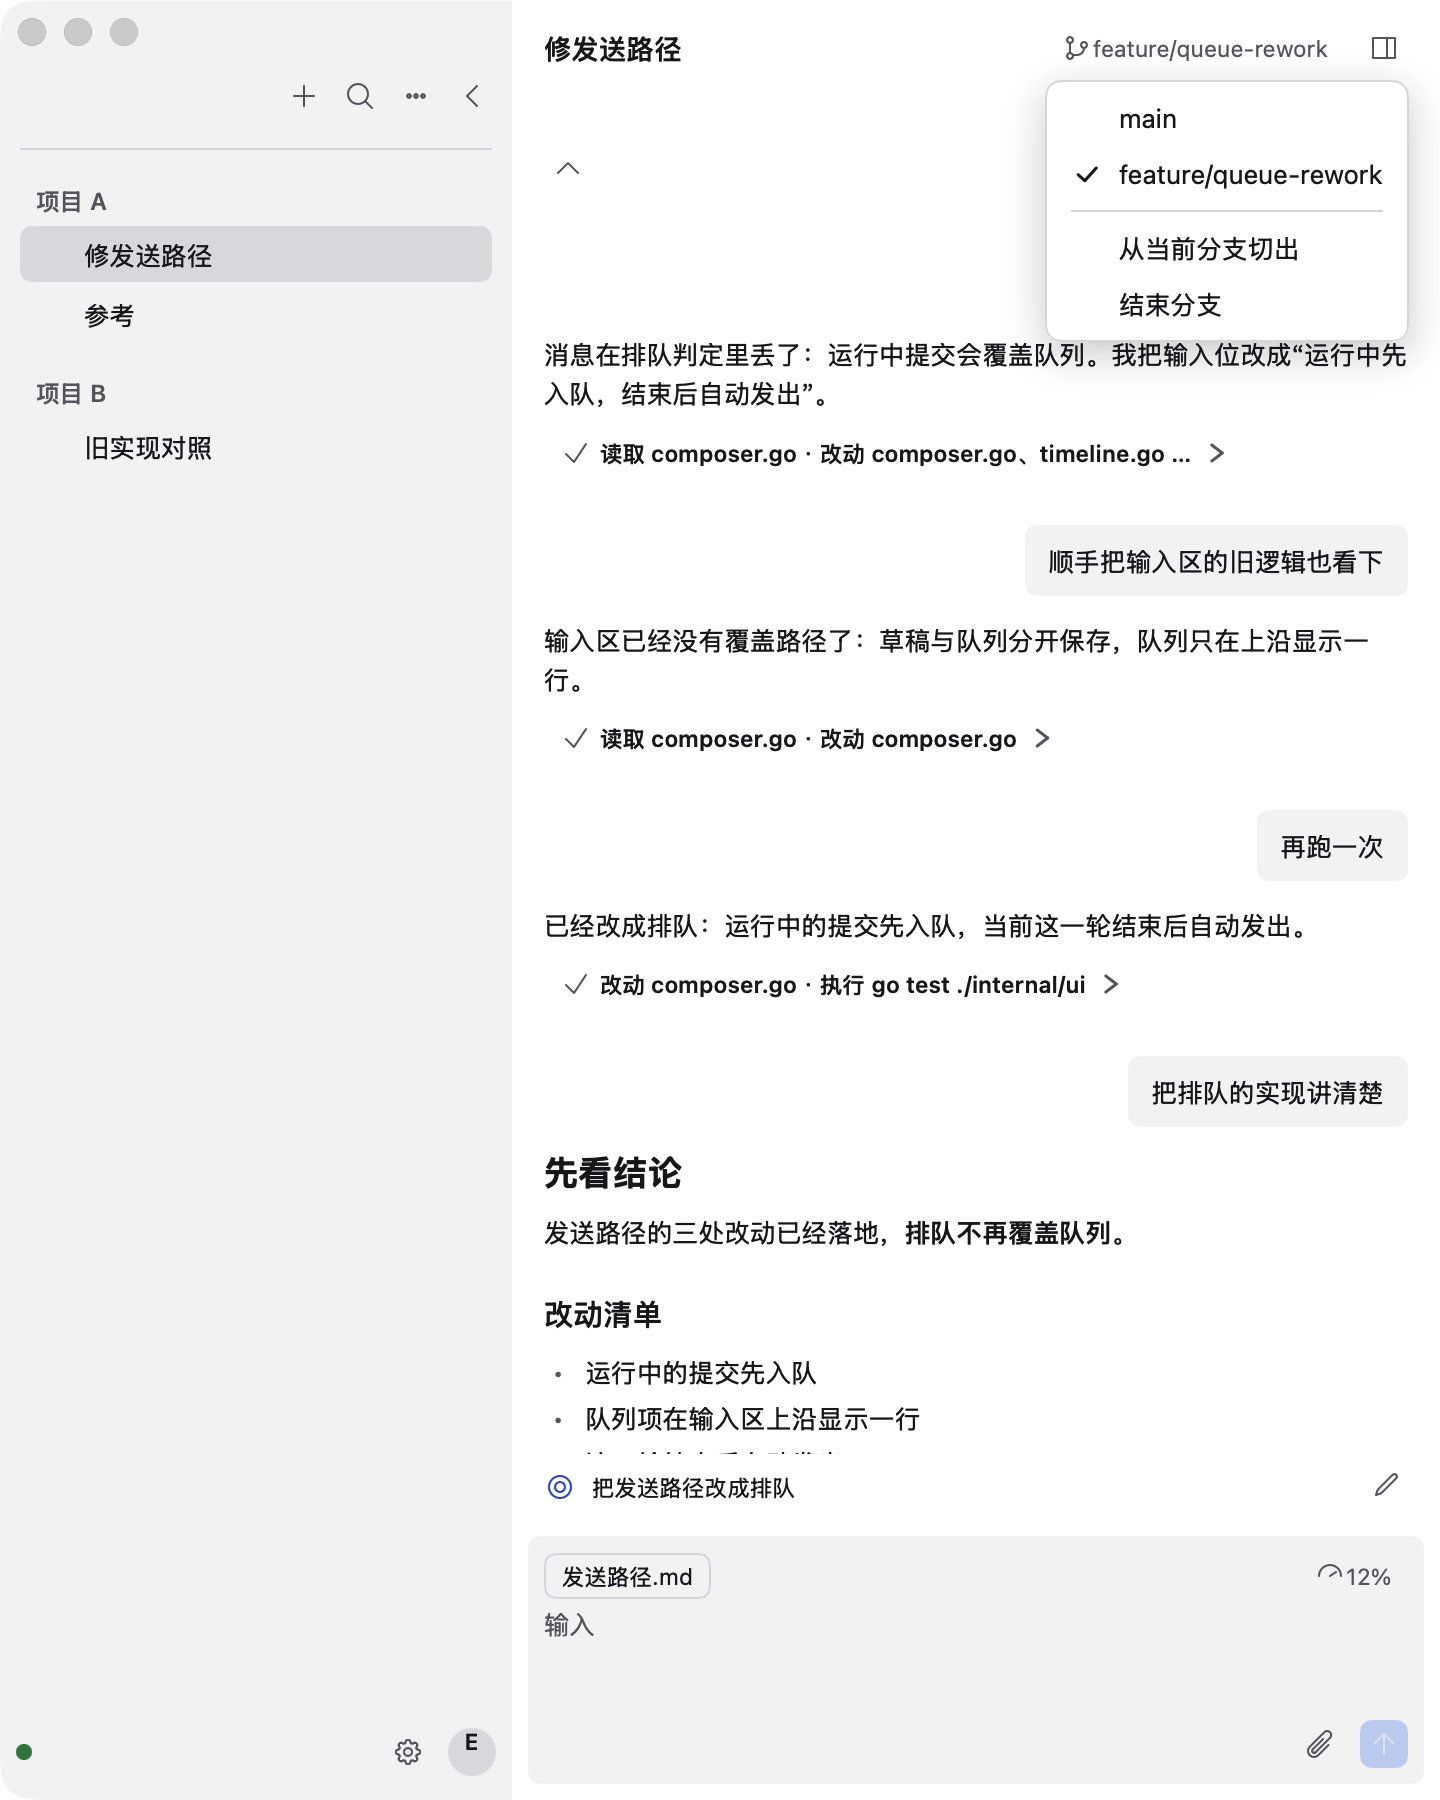 修发送路径
feature/queue-rework
main
feature/queue-rework
从当前分支切出
结束分支
项目 A
修发送路径
参考
项目 B
旧实现对照
消息在排队判定里丢了：运行中提交会覆盖队列。我把输入位改成“运行中先
入队，结束后自动发出”。
读取 composer.go · 改动 composer.go、timeline.go ...
顺手把输入区的旧逻辑也看下
输入区已经没有覆盖路径了：草稿与队列分开保存，队列只在上沿显示一
行。
读取 composer.go · 改动 composer.go
再跑一次
已经改成排队：运行中的提交先入队，当前这一轮结束后自动发出。
改动 composer.go · 执行 go test ./internal/ui
把排队的实现讲清楚
先看结论
发送路径的三处改动已经落地，排队不再覆盖队列。
改动清单
• 运行中的提交先入队
• 队列项在输入区上沿显示一行
把发送路径改成排队
发送路径.md
12%
输入
E